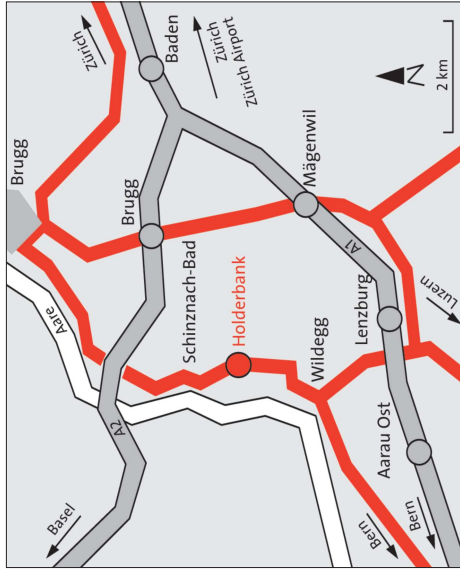 Zürich
Brugg
Baden
Zürich
Zürich Airport
Aare
Brugg
N
2 km
Schinznach-Bad
Basel
A2
Holderbank
Mägenwil
A1
Wildegg
Lenzburg
Luzern
Aarau Ost
Bern
Bern